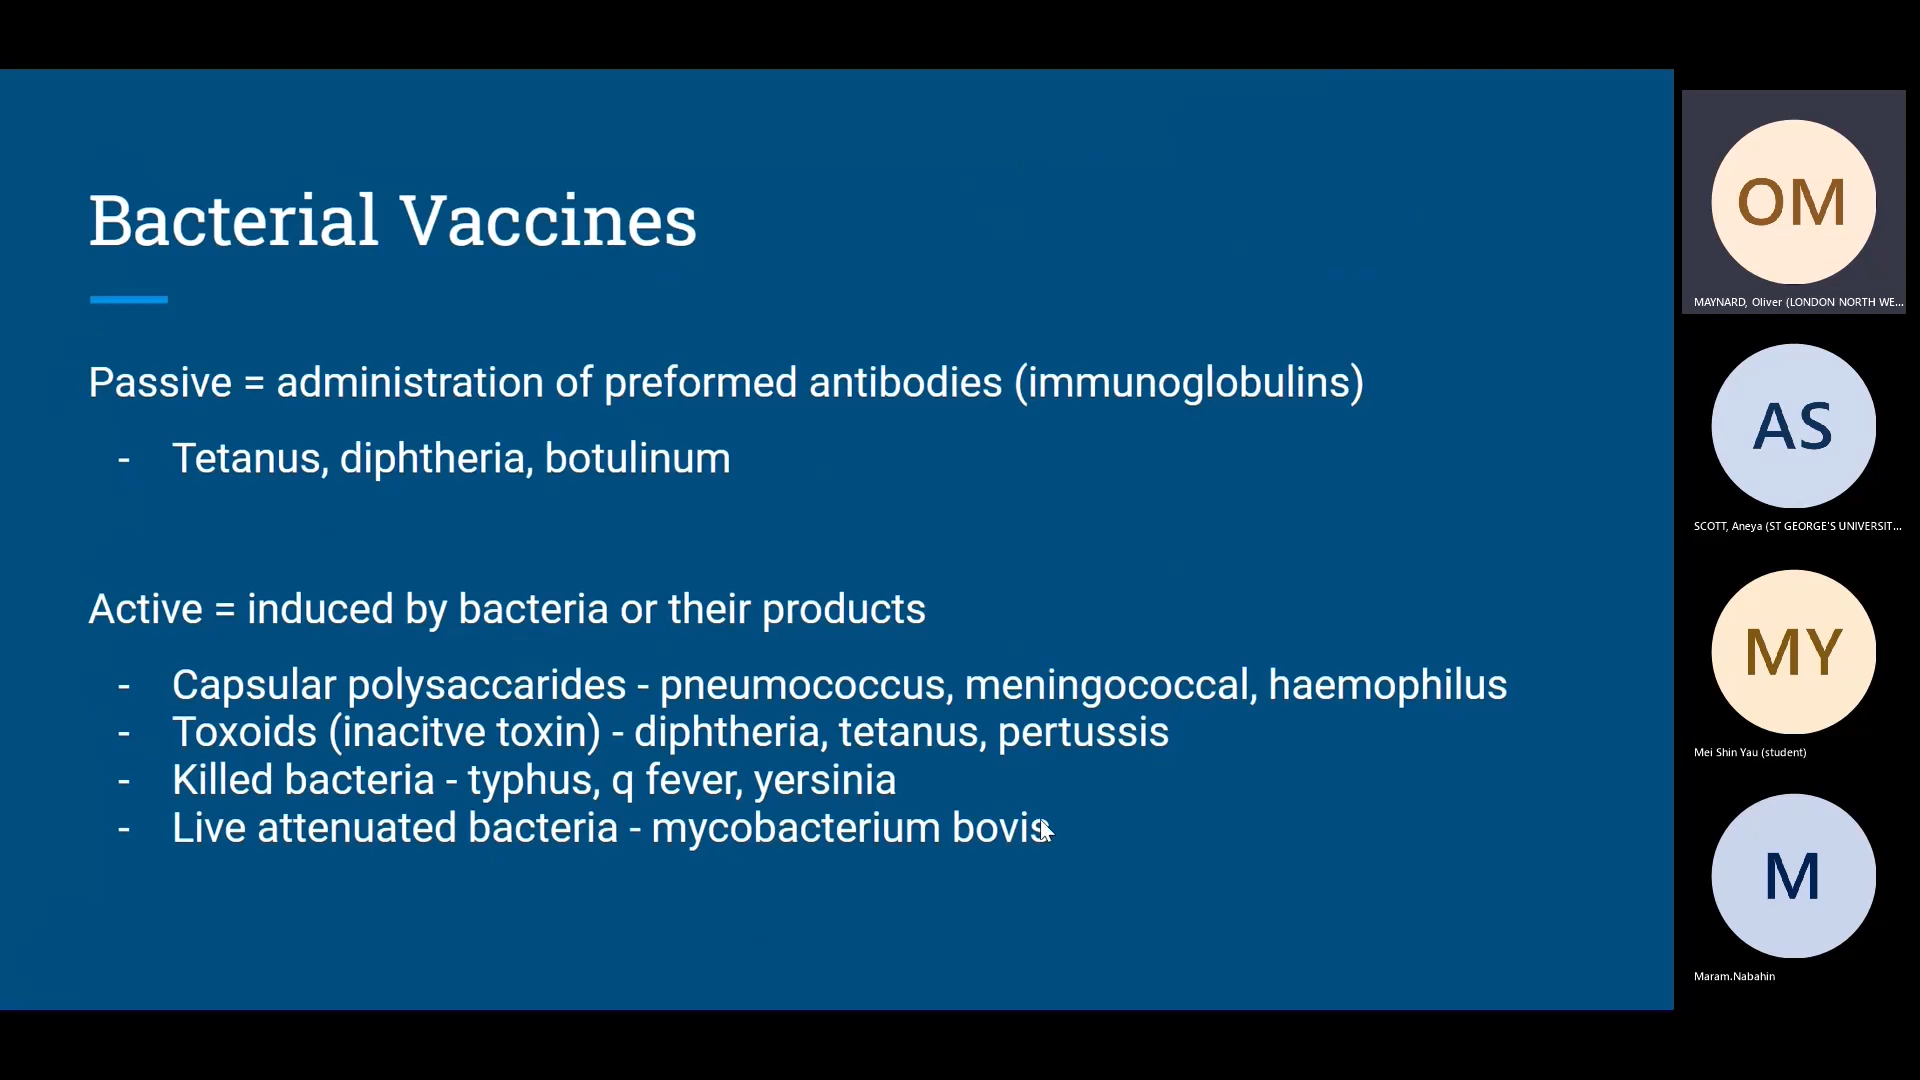 Bacterial Vaccines
Passive = administration of preformed antibodies (immunoglobulins)
- Tetanus, diphtheria, botulinum
Active = induced by bacteria or their products
- Capsular polysaccarides - pneumococcus, meningococcal, haemophilus
- Toxoids (inacitve toxin) - diphtheria, tetanus, pertussis
- Killed bacteria - typhus, q fever, yersinia
- Live attenuated bacteria - mycobacterium bovis
OM
MAYNARD, Oliver (LONDON NORTH WE...
AS
SCOTT, Aneya (ST GEORGE'S UNIVERSIT...
MY
Mei Shin Yau (student)
M
Maram.Nabahin